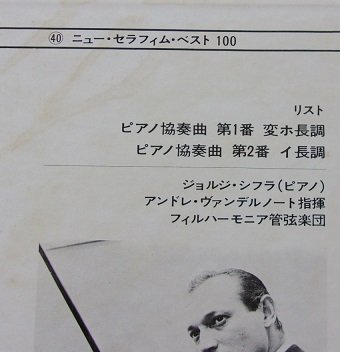 ㊵ ニュー・セラフィム・ベスト 100
リスト
ピアノ協奏曲 第1番 変ホ長調
ピアノ協奏曲 第2番 イ長調
ジョルジ・シフラ(ピアノ)
アンドレ・ヴァンデルノート指揮
フィルハーモニア管弦楽団